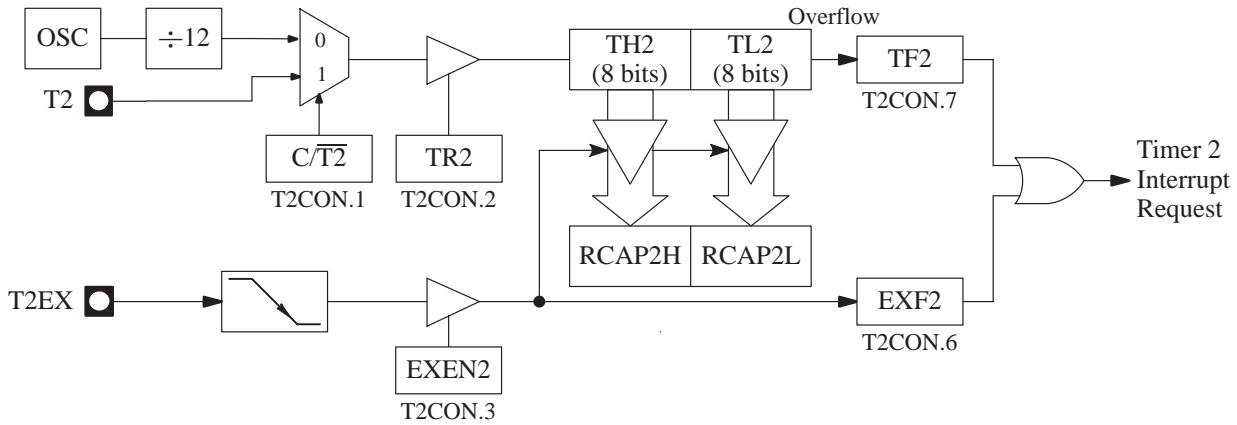 Overflow
OSC
÷12
0
1
T2
C/T̅2̅
T2CON.1
TR2
T2CON.2
TH2
(8 bits)
TL2
(8 bits)
TF2
T2CON.7
Timer 2
Interrupt
Request
RCAP2H
RCAP2L
T2EX
EXEN2
T2CON.3
EXF2
T2CON.6